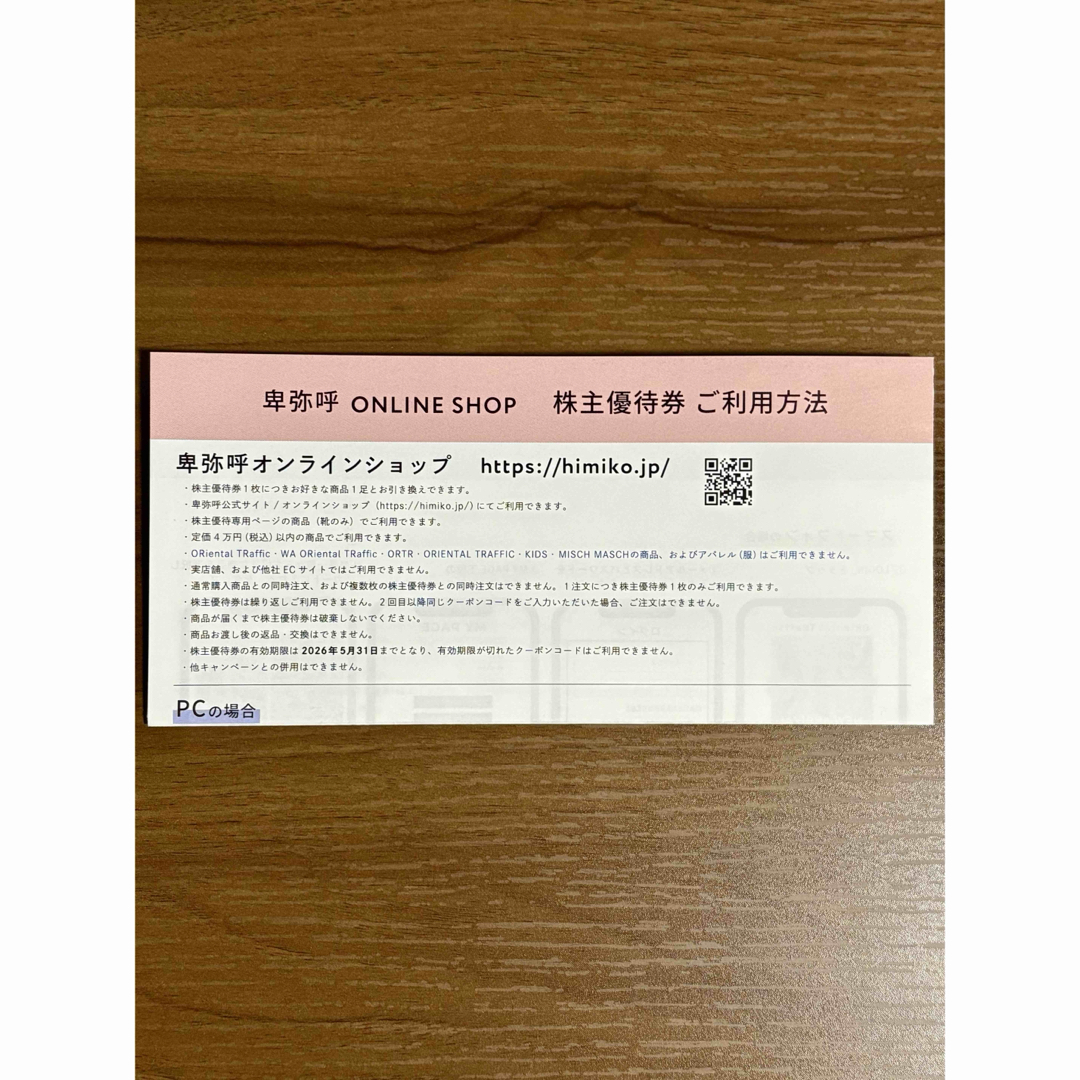 卑弥呼 ONLINE SHOP 株主優待券 ご利用方法
卑弥呼オンラインショップ https://himiko.jp/
・株主優待券1枚につきお好きな商品1足とお引き換えできます。
・卑弥呼公式サイト / オンラインショップ（https://himiko.jp/）にてご利用できます。
・株主優待専用ページの商品（靴のみ）でご利用できます。
・定価4万円(税込)以内の商品でご利用できます。
・ORiental TRaffic・WA ORiental TRaffic・ORTR・ORIENTAL TRAFFIC・KIDS・MISCH MASCHの商品、およびアパレル(服)はご利用できません。
・実店舗、および他社ECサイトではご利用できません。
・通常購入商品との同時注文、および複数枚の株主優待券との同時注文はできません。1注文につき株主優待券1枚のみご利用できます。
・株主優待券は繰り返しご利用できません。2回目以降同じクーポンコードをご入力いただいた場合、ご注文はできません。
・商品が届くまで株主優待券は破棄しないでください。
・商品お渡し後の返品・交換はできません。
・株主優待券の有効期限は2026年5月31日までとなり、有効期限が切れたクーポンコードはご利用できません。
・他キャンペーンとの併用はできません。
PCの場合